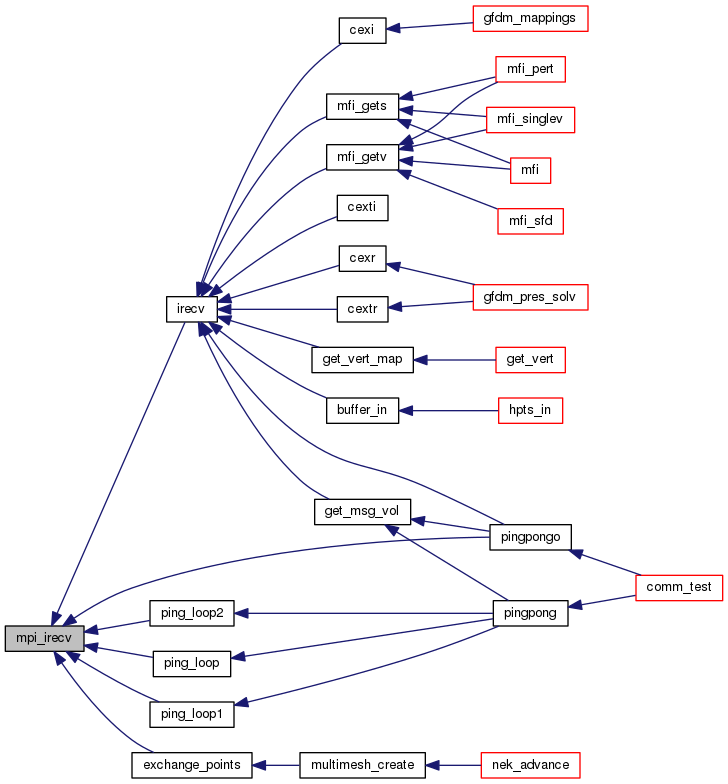 cexi
gfdm_mappings
mfi_pert
mfi_gets
mfi_singlev
mfi_getv
mfi
cexti
mfi_sfd
cexr
irecv
cextr
gfdm_pres_solv
get_vert_map
get_vert
buffer_in
hpts_in
get_msg_vol
pingpongo
comm_test
ping_loop2
pingpong
mpi_irecv
ping_loop
ping_loop1
exchange_points
multimesh_create
nek_advance